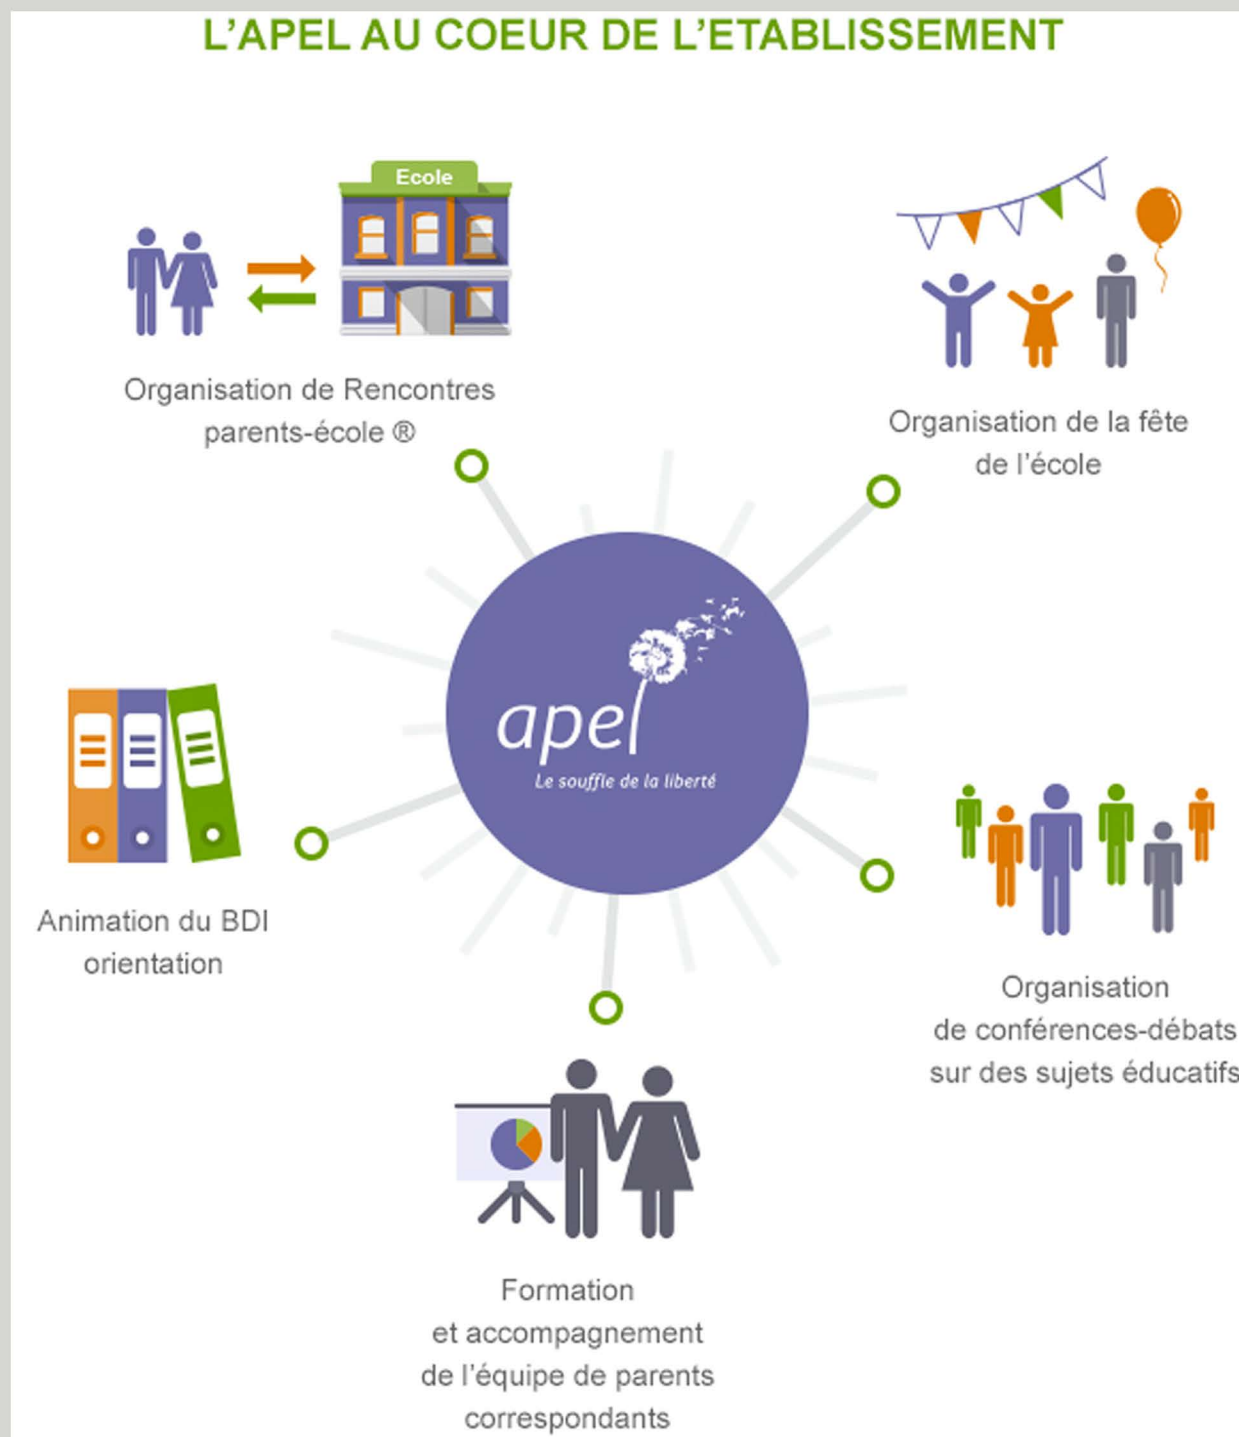 L'APEL AU COEUR DE L'ETABLISSEMENT
Ecole
Organisation de Rencontres
parents-école ®
Organisation de la fête
de l'école
apel
Le souffle de la liberté
Animation du BDI
orientation
Organisation
de conférences-débats
sur des sujets éducatifs
Formation
et accompagnement
de l'équipe de parents
correspondants